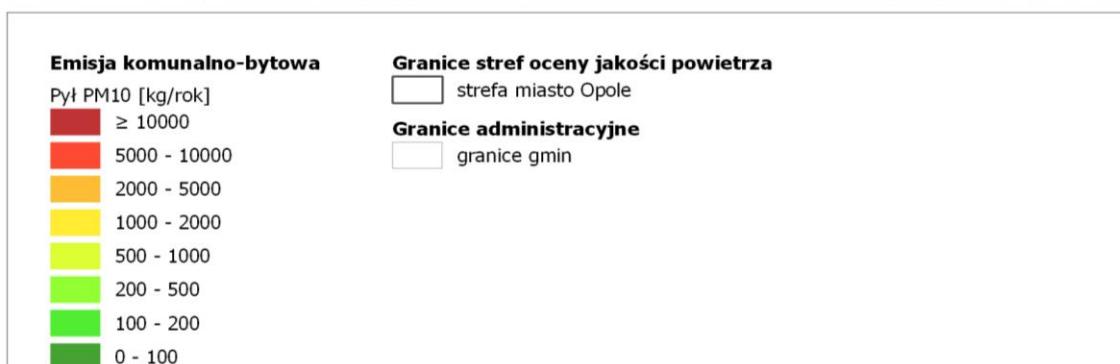 Emisja komunalno-bytowa
Pył PM10 [kg/rok]
≥ 10000
5000 - 10000
2000 - 5000
1000 - 2000
500 - 1000
200 - 500
100 - 200
0 - 100
Granice stref oceny jakości powietrza
strefa miasto Opole
Granice administracyjne
granice gmin